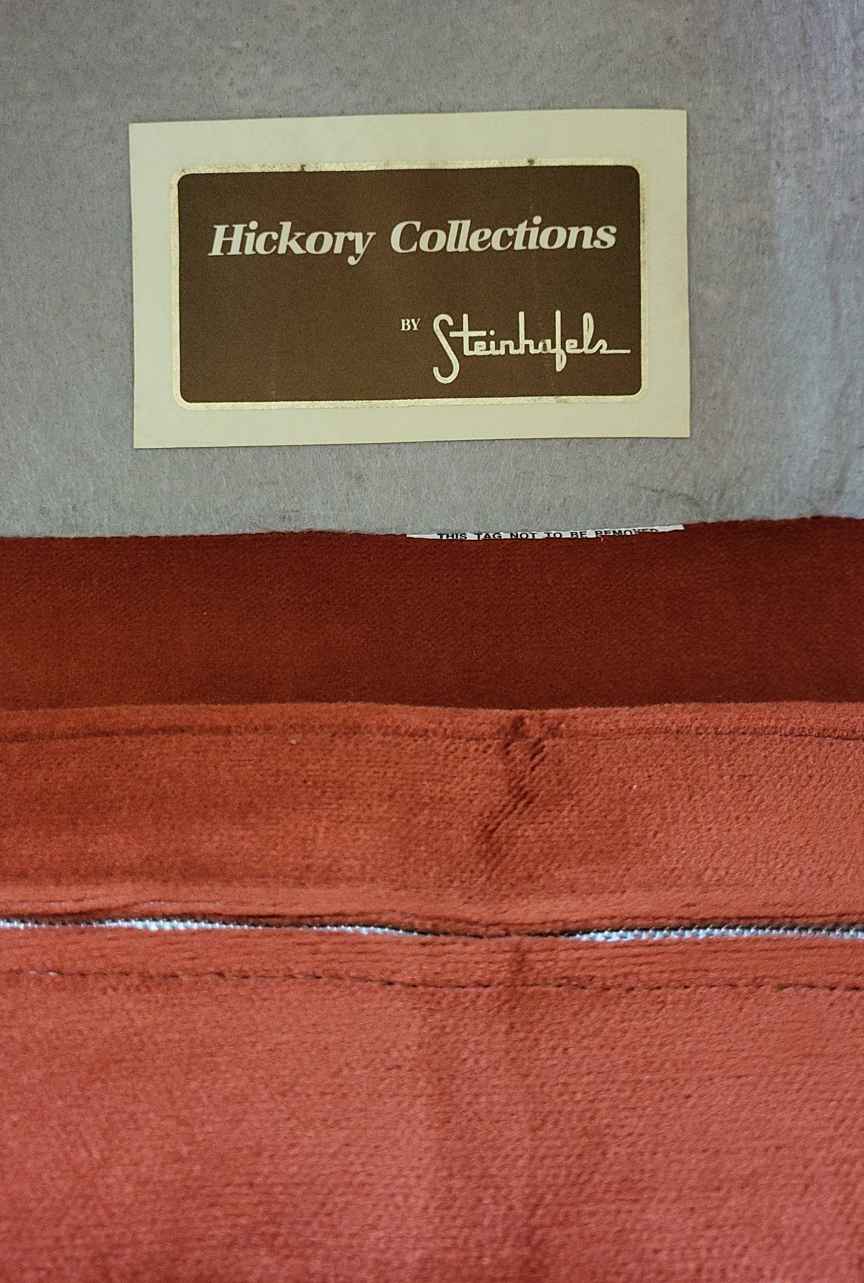 Hickory Collections
BY Steinhafels
THIS TAG NOT TO BE REMOVED